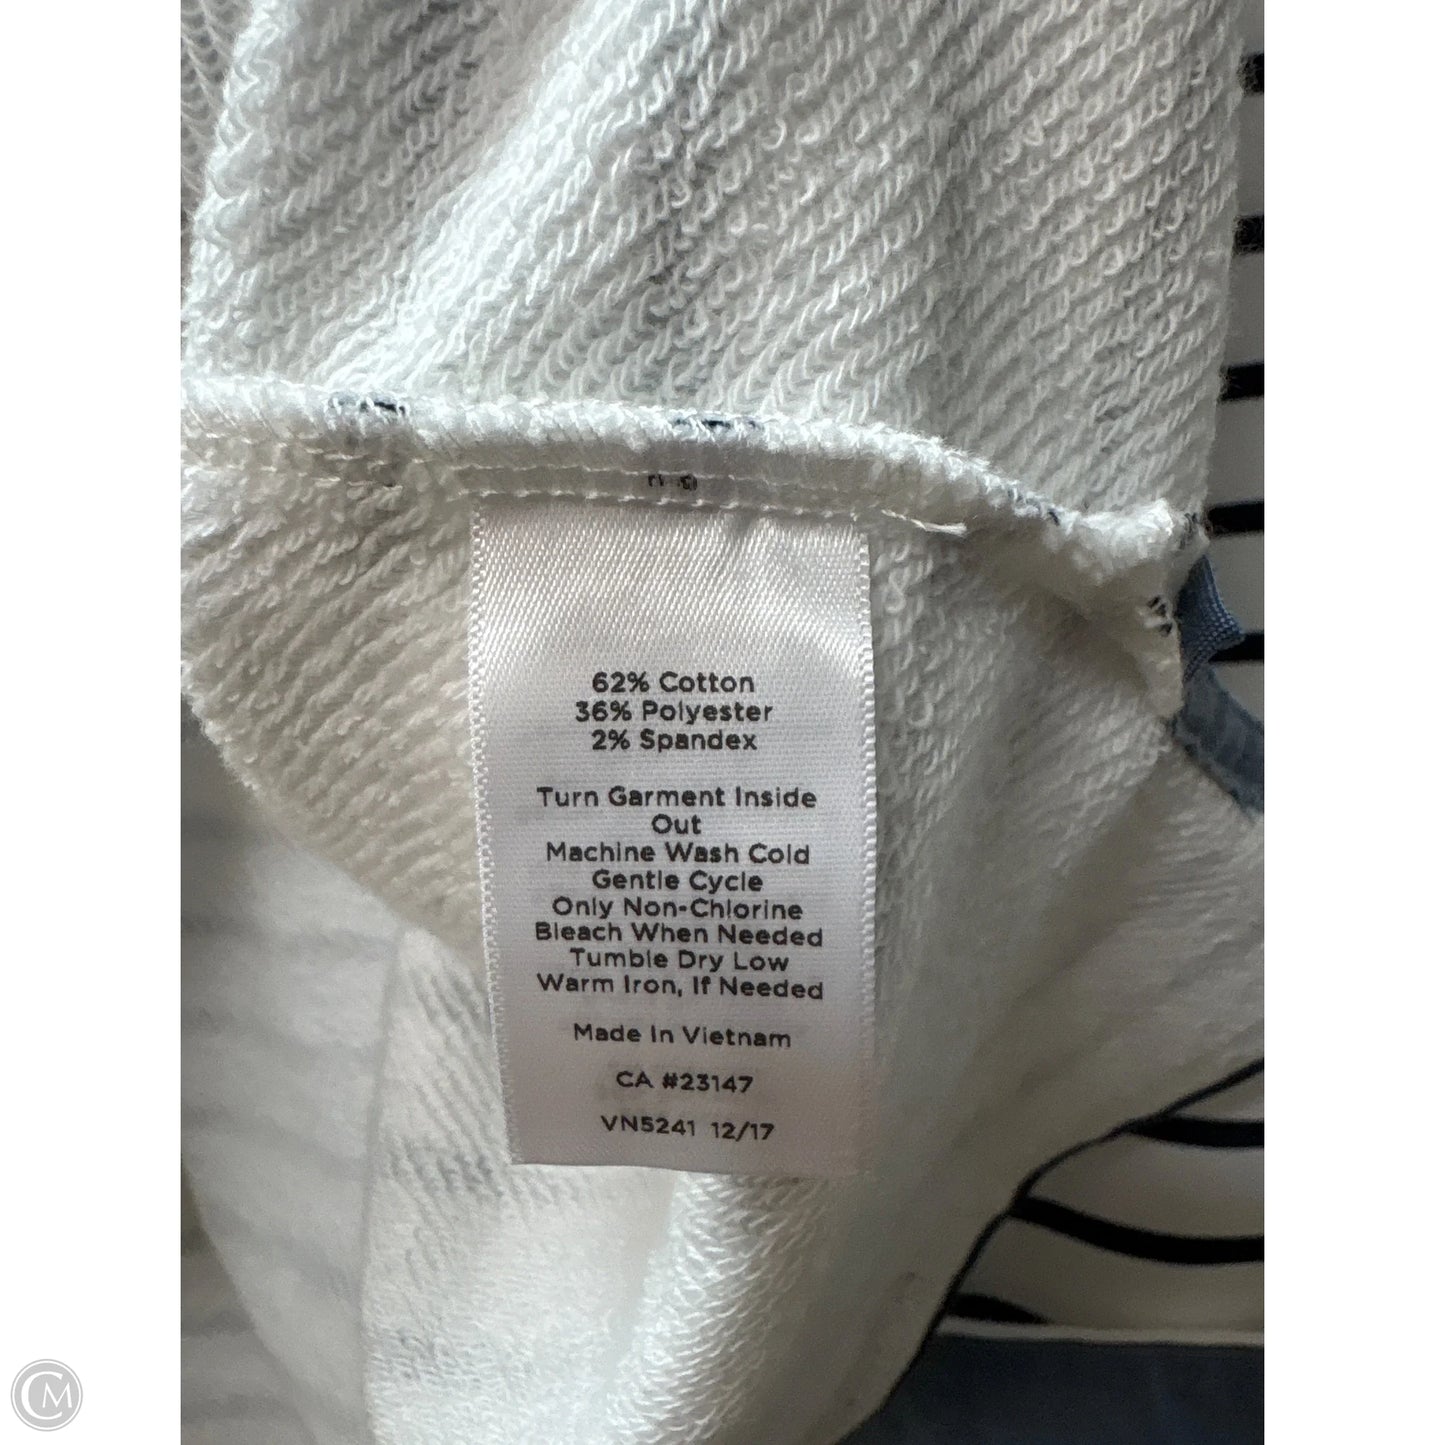 62% Cotton
36% Polyester
2% Spandex
Turn Garment Inside
Out
Machine Wash Cold
Gentle Cycle
Only Non-Chlorine
Bleach When Needed
Tumble Dry Low
Warm Iron, If Needed
Made In Vietnam
CA #23147
VN5241 12/17
CM